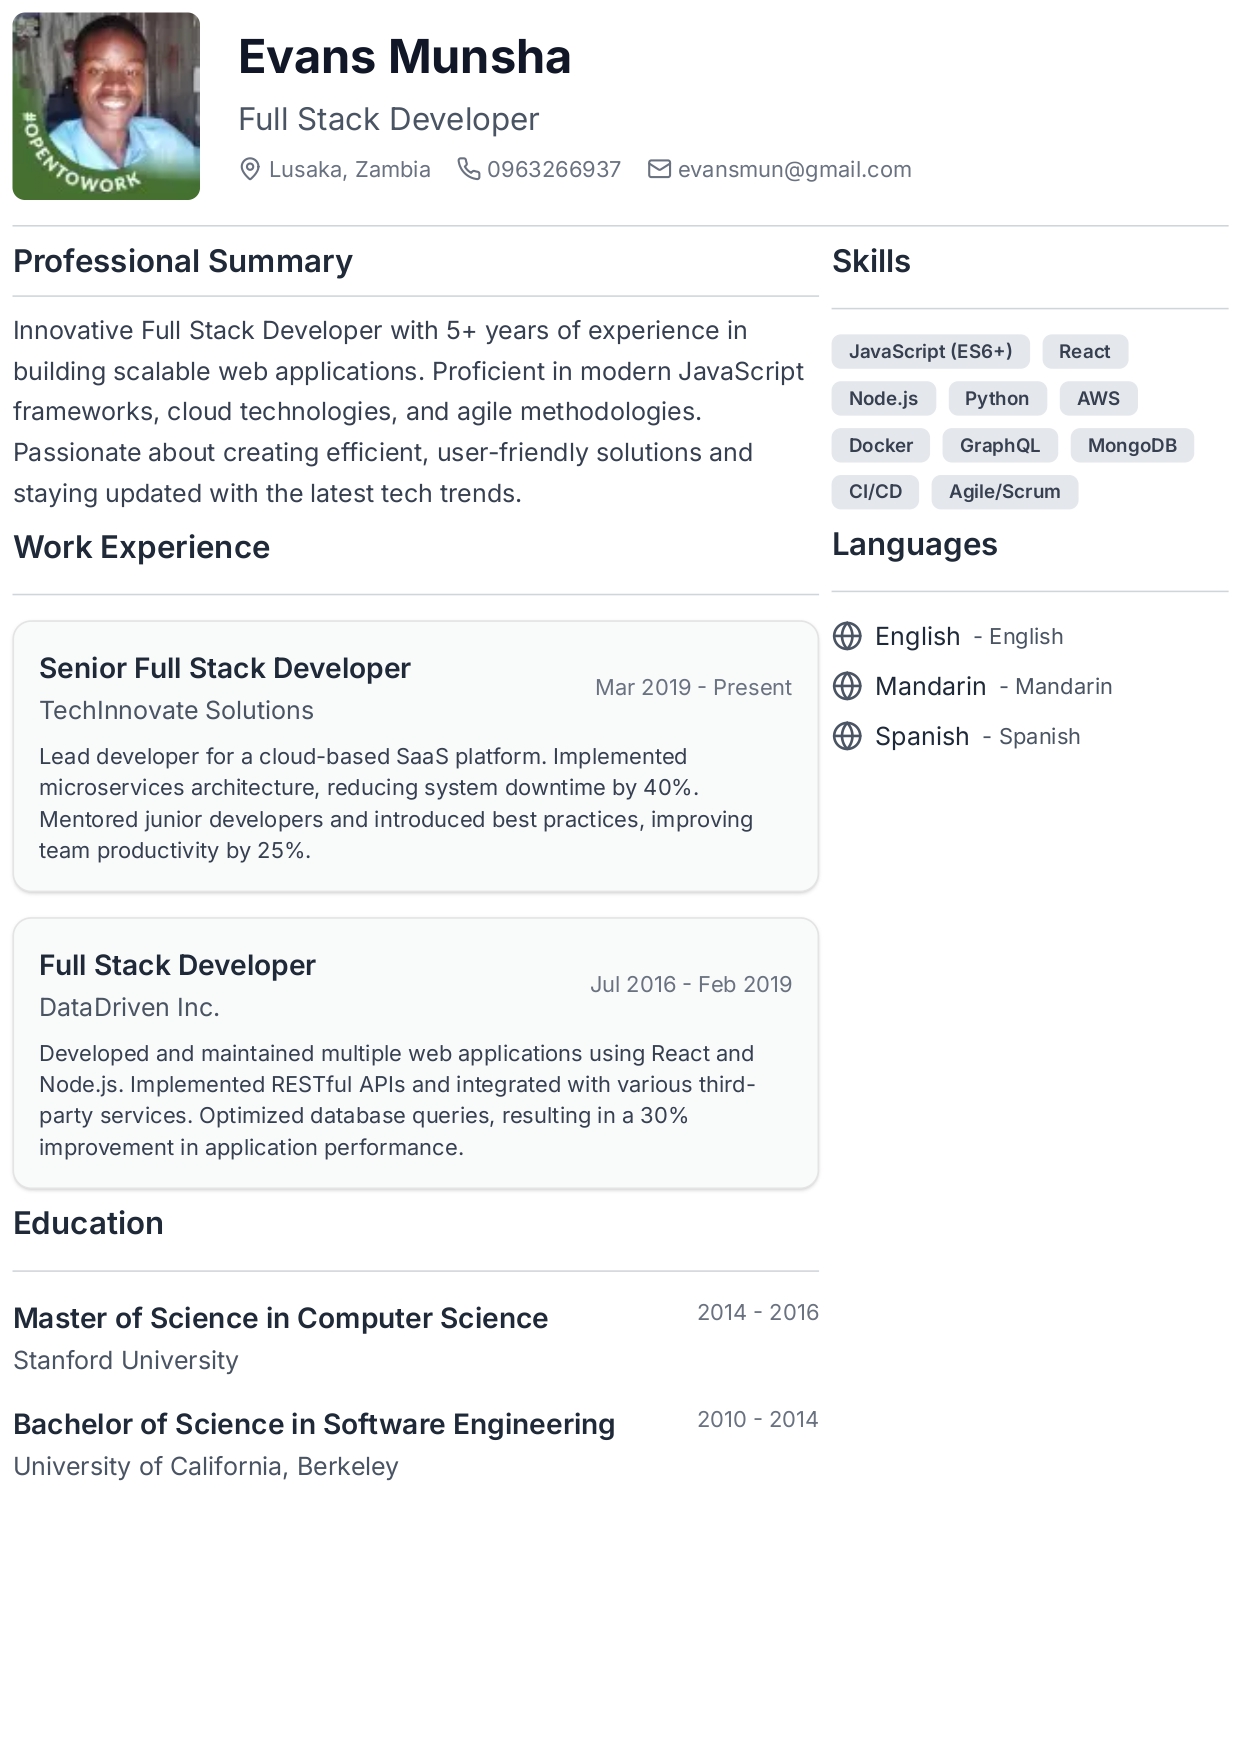 #OPENTOWORK
Evans Munsha
Full Stack Developer
Lusaka, Zambia 0963266937 evansmun@gmail.com
Professional Summary
Innovative Full Stack Developer with 5+ years of experience in
building scalable web applications. Proficient in modern JavaScript
frameworks, cloud technologies, and agile methodologies.
Passionate about creating efficient, user-friendly solutions and
staying updated with the latest tech trends.
Work Experience
Senior Full Stack Developer
Mar 2019 - Present
TechInnovate Solutions
Lead developer for a cloud-based SaaS platform. Implemented
microservices architecture, reducing system downtime by 40%.
Mentored junior developers and introduced best practices, improving
team productivity by 25%.
Full Stack Developer
Jul 2016 - Feb 2019
DataDriven Inc.
Developed and maintained multiple web applications using React and
Node.js. Implemented RESTful APIs and integrated with various third-
party services. Optimized database queries, resulting in a 30%
improvement in application performance.
Education
Master of Science in Computer Science 2014 - 2016
Stanford University
Bachelor of Science in Software Engineering 2010 - 2014
University of California, Berkeley
Skills
JavaScript (ES6+) React
Node.js Python AWS
Docker GraphQL MongoDB
CI/CD Agile/Scrum
Languages
English - English
Mandarin - Mandarin
Spanish - Spanish